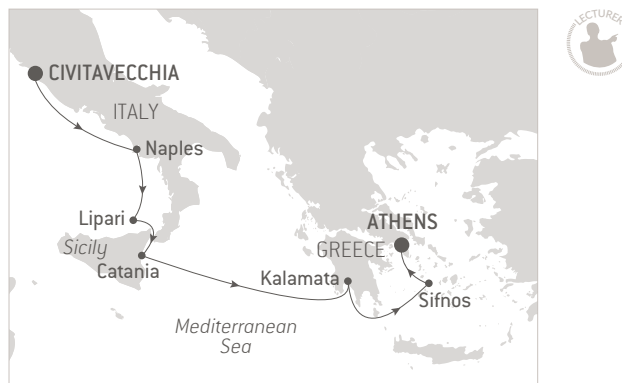 LECTURER
CIVITAVECCHIA
ITALY
Naples
Lipari
Sicily
Catania
ATHENS
GREECE
Kalamata
Sifnos
Mediterranean
Sea